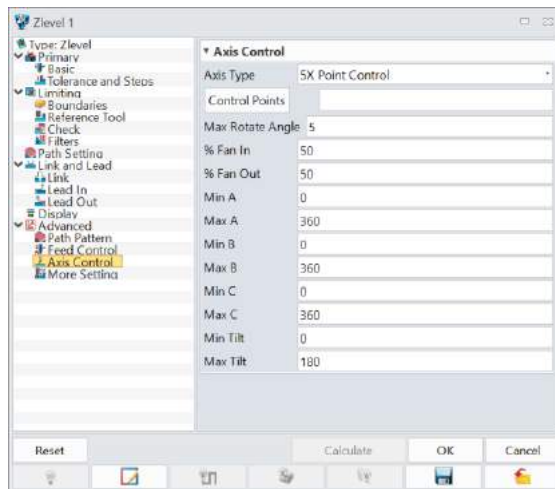 Zlevel 1
Type: Zlevel
Primary
Basic
Tolerance and Steps
Limiting
Boundaries
Reference Tool
Check
Filters
Path Setting
Link and Lead
Link
Lead In
Lead Out
Display
Advanced
Path Pattern
Feed Control
Axis Control
More Setting
Axis Control
Axis Type 5X Point Control
Control Points
Max Rotate Angle 5
% Fan In 50
% Fan Out 50
Min A 0
Max A 360
Min B 0
Max B 360
Min C 0
Max C 360
Min Tilt 0
Max Tilt 180
Reset Calculate OK Cancel